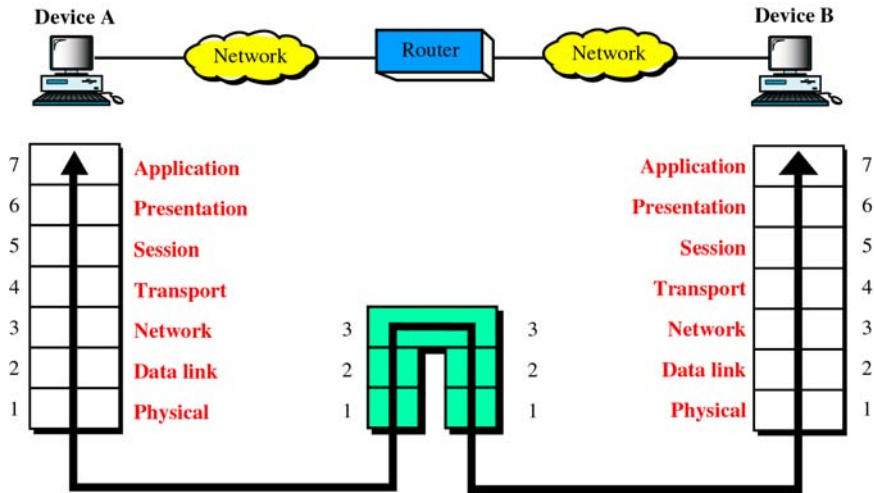 Device A
Device B
Network
Router
Network
7 Application Application 7
6 Presentation Presentation 6
5 Session Session 5
4 Transport Transport 4
3 Network 3 3 Network 3
2 Data link 2 2 Data link 2
1 Physical 1 1 Physical 1